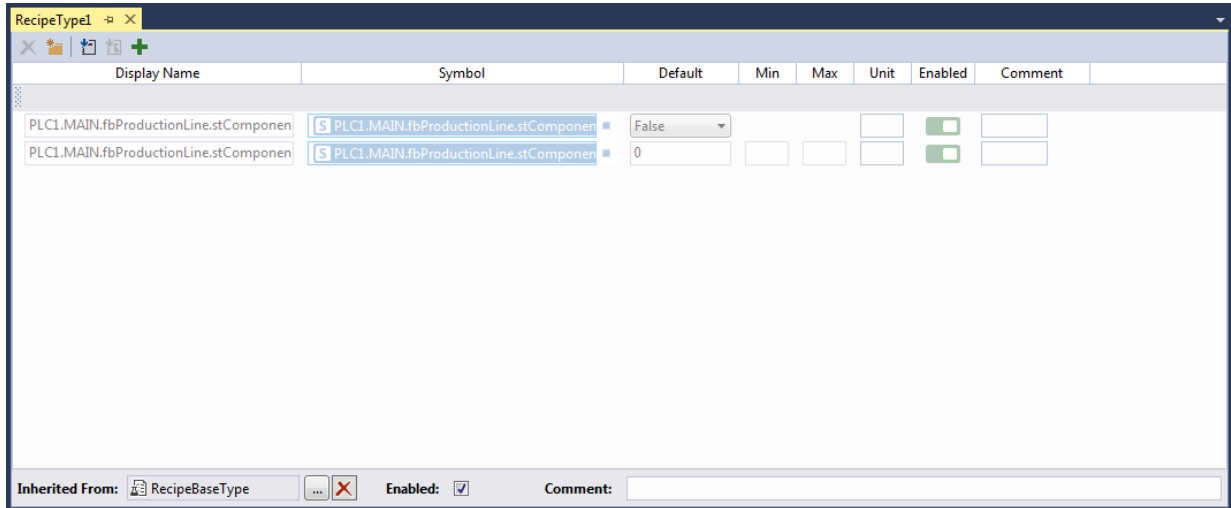 RecipeType1
Display Name Symbol Default Min Max Unit Enabled Comment
PLC1.MAIN.fbProductionLine.stComponen S PLC1.MAIN.fbProductionLine.stComponen False
PLC1.MAIN.fbProductionLine.stComponen S PLC1.MAIN.fbProductionLine.stComponen 0
Inherited From: RecipeBaseType ... Enabled: Comment: